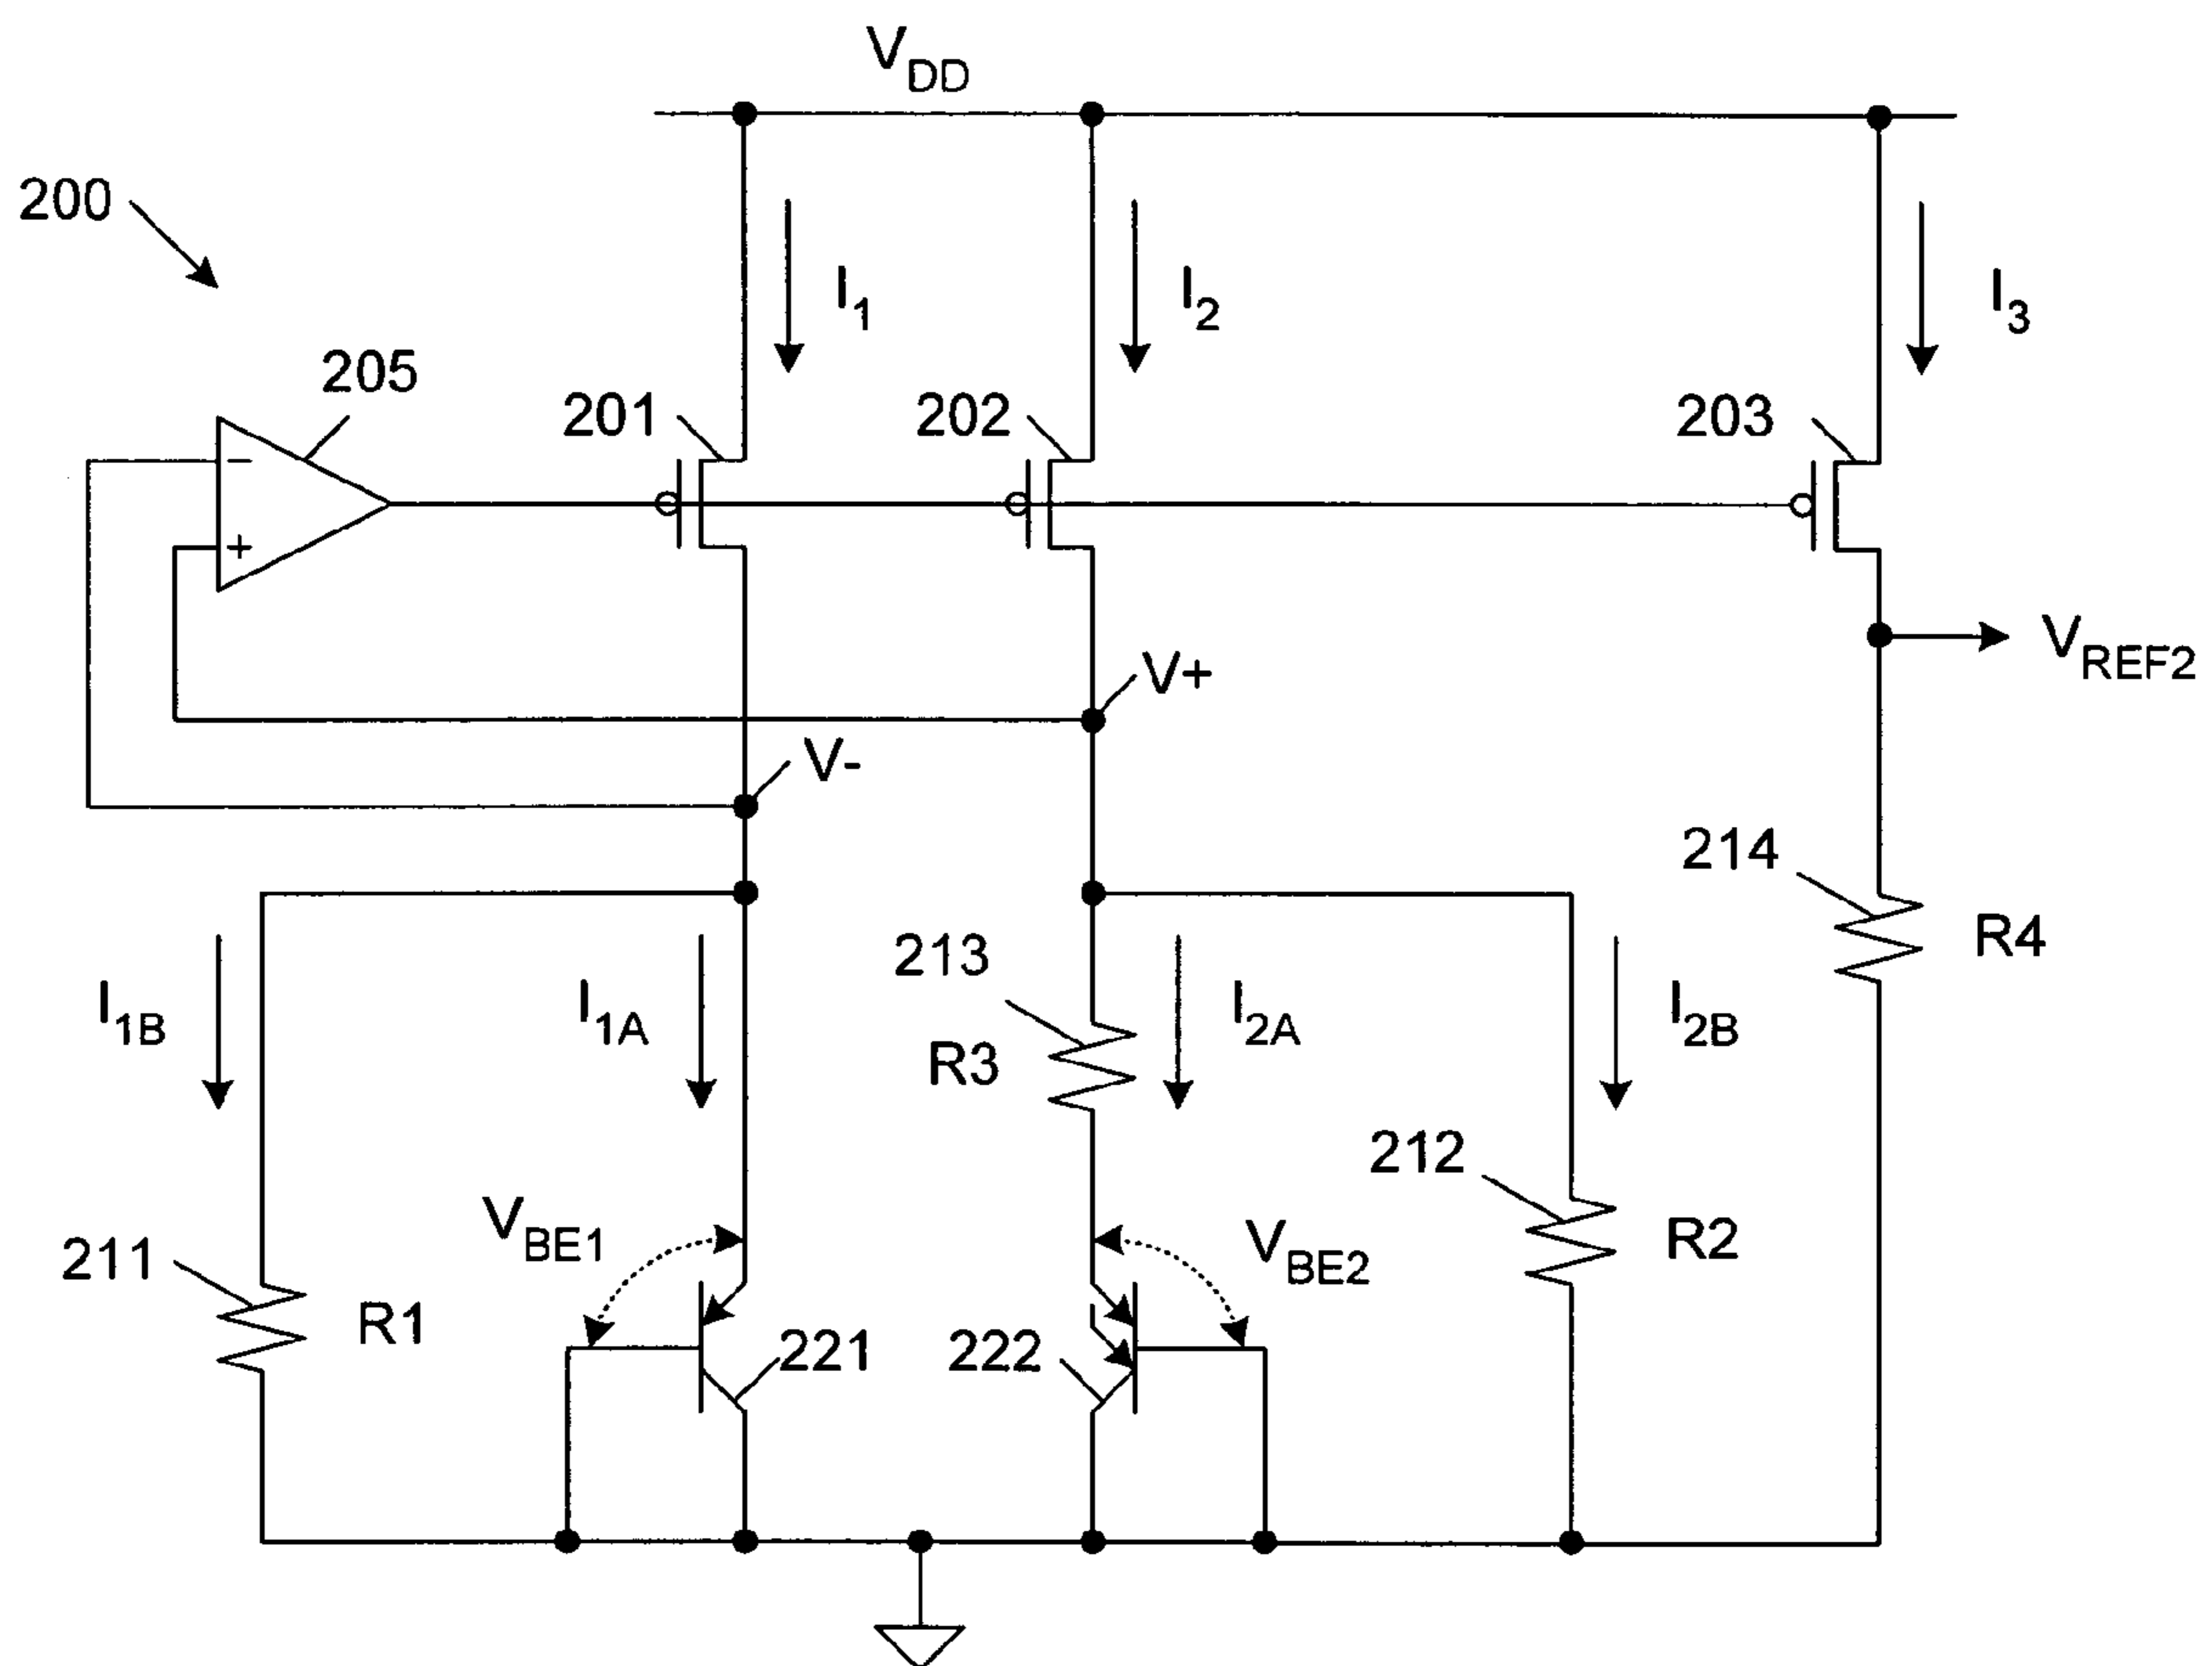 VDD
200
I1
I2
I3
205
201
202
203
−
+
VREF2
V+
V-
214
R4
213
I1B
I1A
I2A
I2B
R3
212
VBE1
VBE2
R2
211
R1
221
222